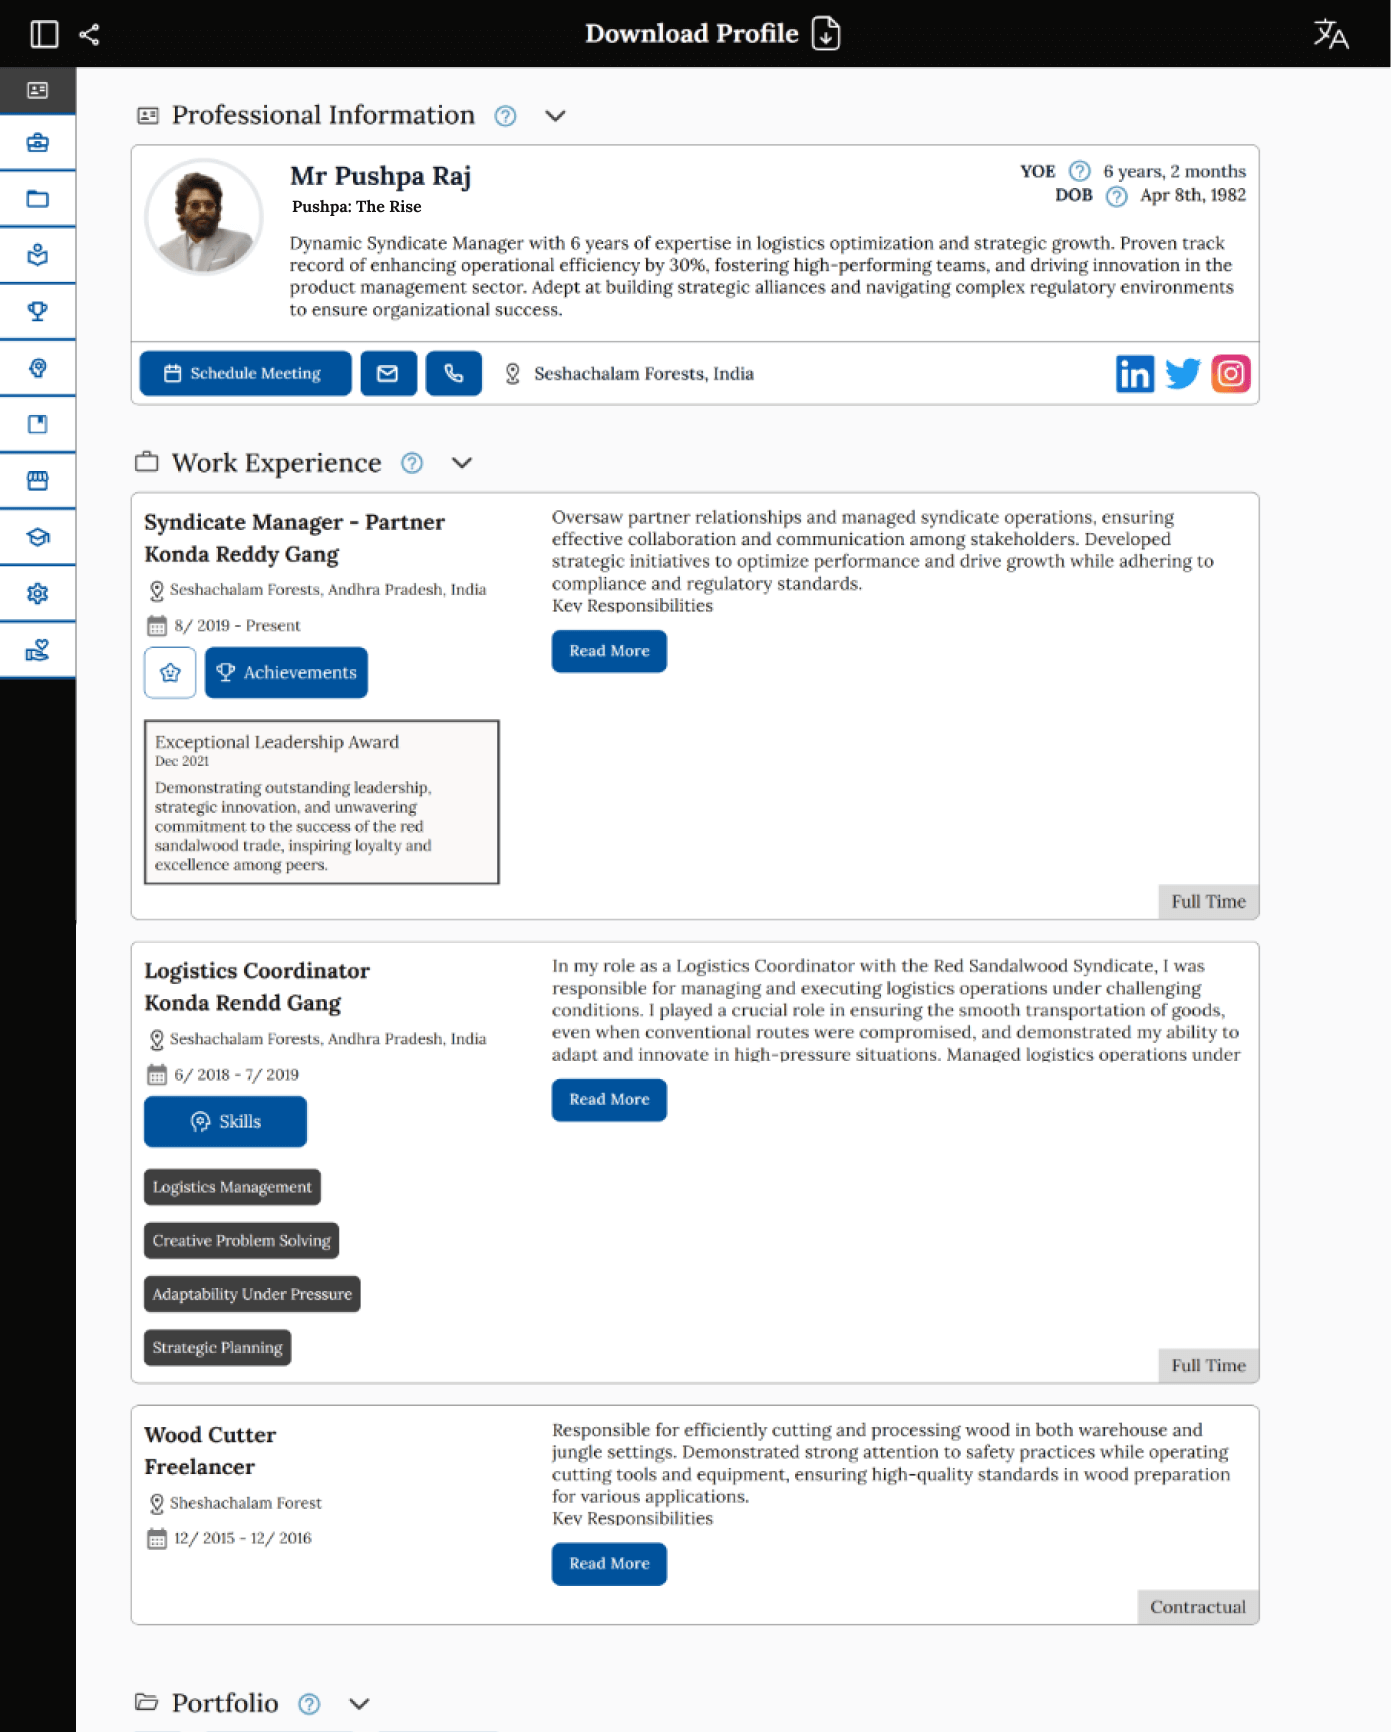 Download Profile
Professional Information
Mr Pushpa Raj
Pushpa: The Rise
YOE 6 years, 2 months
DOB Apr 8th, 1982
Dynamic Syndicate Manager with 6 years of expertise in logistics optimization and strategic growth. Proven track
record of enhancing operational efficiency by 30%, fostering high-performing teams, and driving innovation in the
product management sector. Adept at building strategic alliances and navigating complex regulatory environments
to ensure organizational success.
Schedule Meeting
Seshachalam Forests, India
in
Work Experience
Syndicate Manager - Partner
Konda Reddy Gang
Seshachalam Forests, Andhra Pradesh, India
8/ 2019 - Present
Achievements
Exceptional Leadership Award
Dec 2021
Demonstrating outstanding leadership,
strategic innovation, and unwavering
commitment to the success of the red
sandalwood trade, inspiring loyalty and
excellence among peers.
Oversaw partner relationships and managed syndicate operations, ensuring
effective collaboration and communication among stakeholders. Developed
strategic initiatives to optimize performance and drive growth while adhering to
compliance and regulatory standards.
Key Responsibilities
Read More
Full Time
Logistics Coordinator
Konda Rendd Gang
Seshachalam Forests, Andhra Pradesh, India
6/ 2018 - 7/ 2019
Skills
Logistics Management
Creative Problem Solving
Adaptability Under Pressure
Strategic Planning
In my role as a Logistics Coordinator with the Red Sandalwood Syndicate, I was
responsible for managing and executing logistics operations under challenging
conditions. I played a crucial role in ensuring the smooth transportation of goods,
even when conventional routes were compromised, and demonstrated my ability to
adapt and innovate in high-pressure situations. Managed logistics operations under
Read More
Full Time
Wood Cutter
Freelancer
Sheshachalam Forest
12/ 2015 - 12/ 2016
Responsible for efficiently cutting and processing wood in both warehouse and
jungle settings. Demonstrated strong attention to safety practices while operating
cutting tools and equipment, ensuring high-quality standards in wood preparation
for various applications.
Key Responsibilities
Read More
Contractual
Portfolio